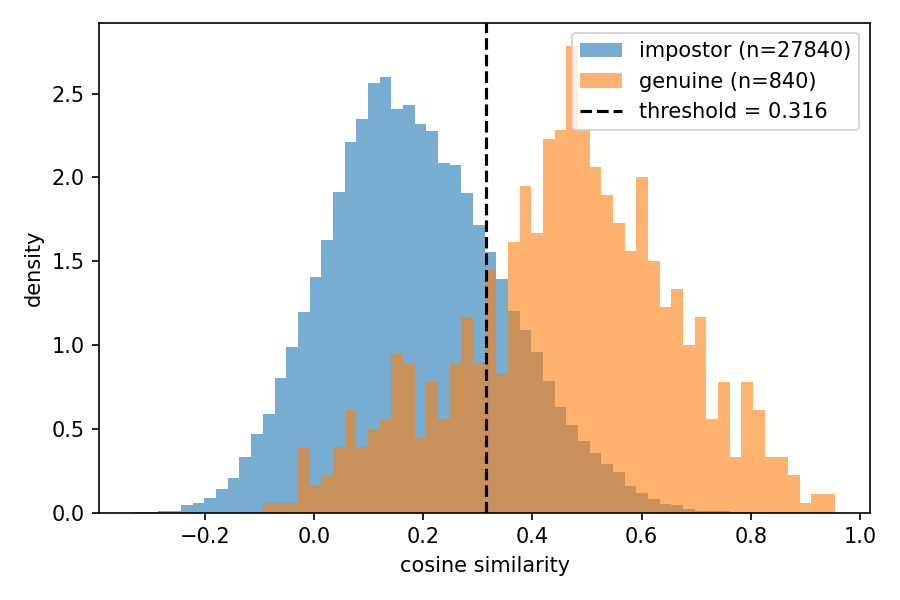 impostor (n=27840)
genuine (n=840)
threshold = 0.316
density
2.5
2.0
1.5
1.0
0.5
0.0
−0.2
0.0
0.2
0.4
0.6
0.8
1.0
cosine similarity